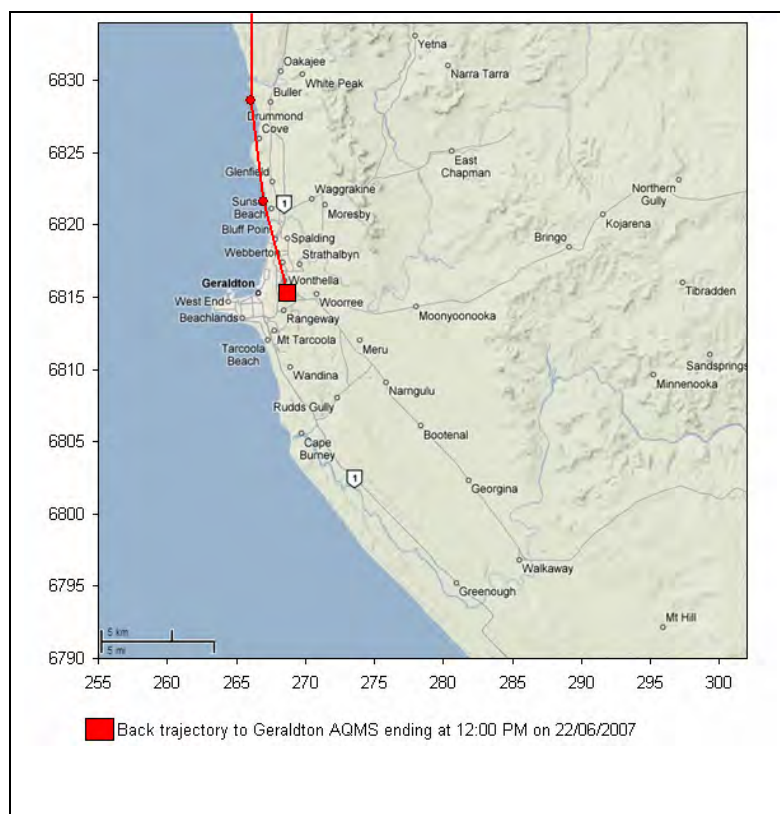 6830
6825
6820
6815
6810
6805
6800
6795
6790
255
260
265
270
275
280
285
290
295
300
Yetna
Oakajee
White Peak
Narra Tarra
Buller
Drummond
Cove
East
Chapman
Glenfield
Waggrakine
Northern
Gully
Beach
1
Moresby
Kojarena
Bluff Point
Spalding
Bringo
Webberton
Strathalbyn
Geraldton
Wonthella
Tibradden
West End
Woorree
Beachlands
Rangeway
Moonyoonooka
Mt Tarcoola
Tarcoola
Beach
Meru
Sandsprings
Wandina
Minnenooka
Narngulu
Rudds Gully
Bootenal
Cape
Burney
1
Georgina
Walkaway
Greenough
Mt Hill
5 km
5 mi
Back trajectory to Geraldton AQMS ending at 12:00 PM on 22/06/2007